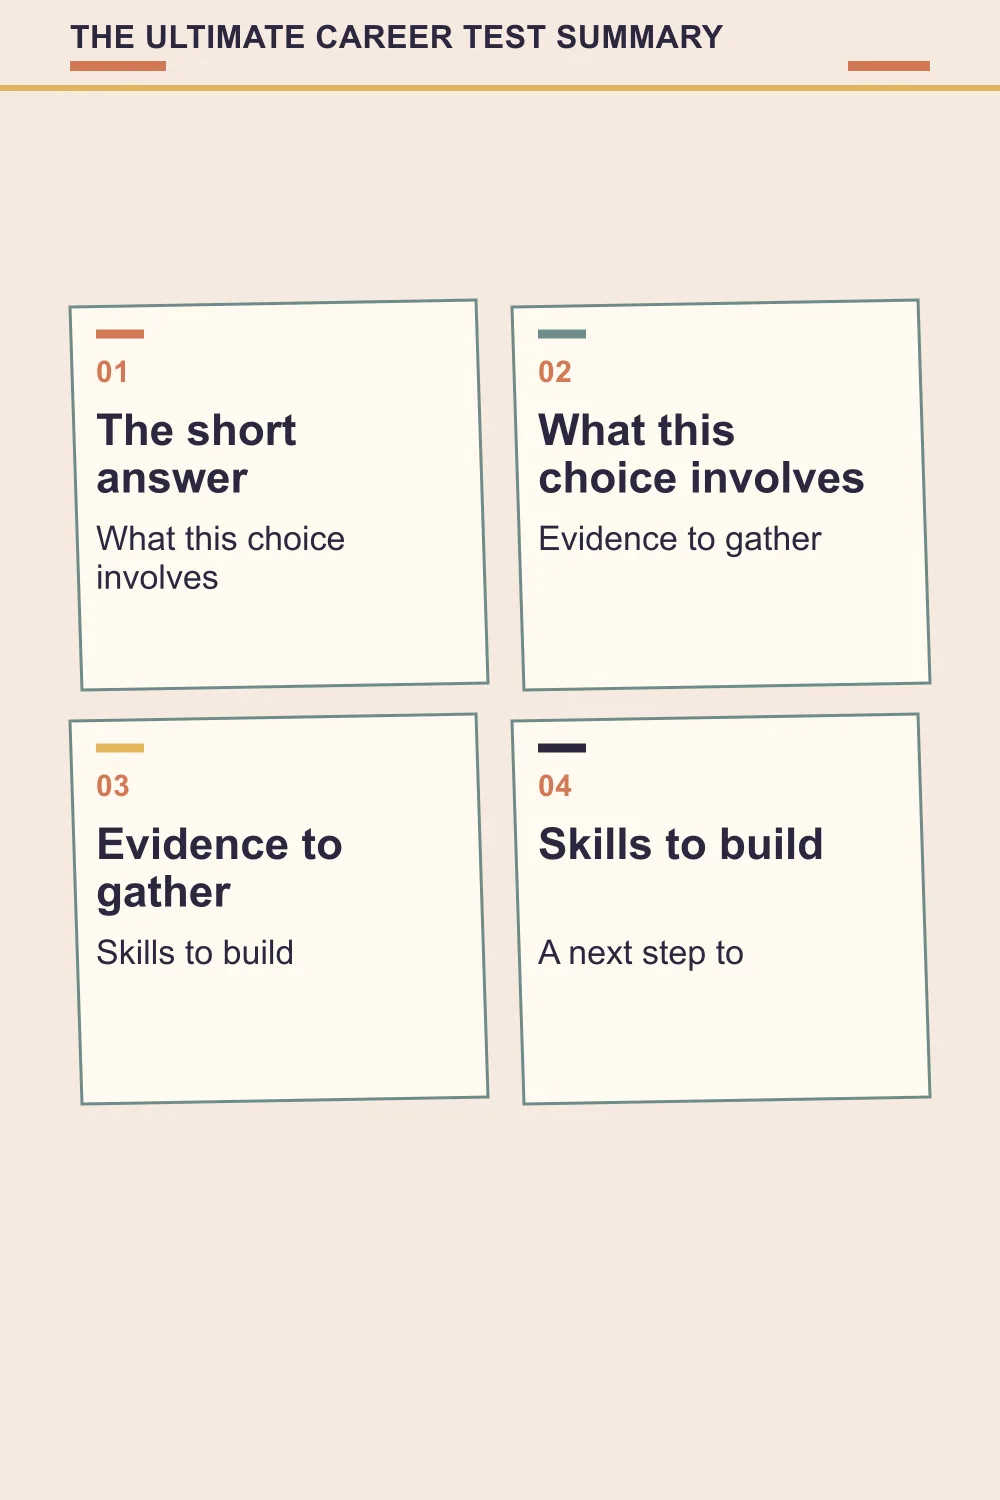 THE ULTIMATE CAREER TEST SUMMARY
01
The short
answer
What this choice
involves
02
What this
choice involves
Evidence to gather
03
Evidence to
gather
Skills to build
04
Skills to build
A next step to